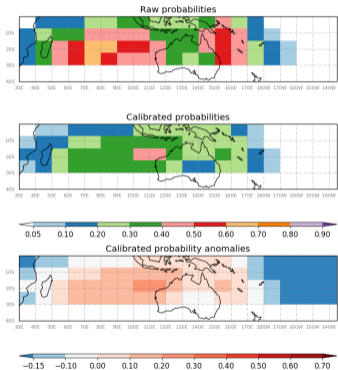 Raw probabilities
10S
20S
30S
40S
30E 40E 50E 60E 70E 80E 90E 100E 110E 120E 130E 140E 150E 160E 170E 180W 170W 160W 150W 140W
Calibrated probabilities
10S
20S
30S
40S
30E 40E 50E 60E 70E 80E 90E 100E 110E 120E 130E 140E 150E 160E 170E 180W 170W 160W 150W 140W
0.05 0.10 0.20 0.30 0.40 0.50 0.60 0.70 0.80 0.90
Calibrated probability anomalies
10S
20S
30S
40S
30E 40E 50E 60E 70E 80E 90E 100E 110E 120E 130E 140E 150E 160E 170E 180W 170W 160W 150W 140W
−0.15 −0.10 0.00 0.10 0.20 0.30 0.40 0.50 0.60 0.70